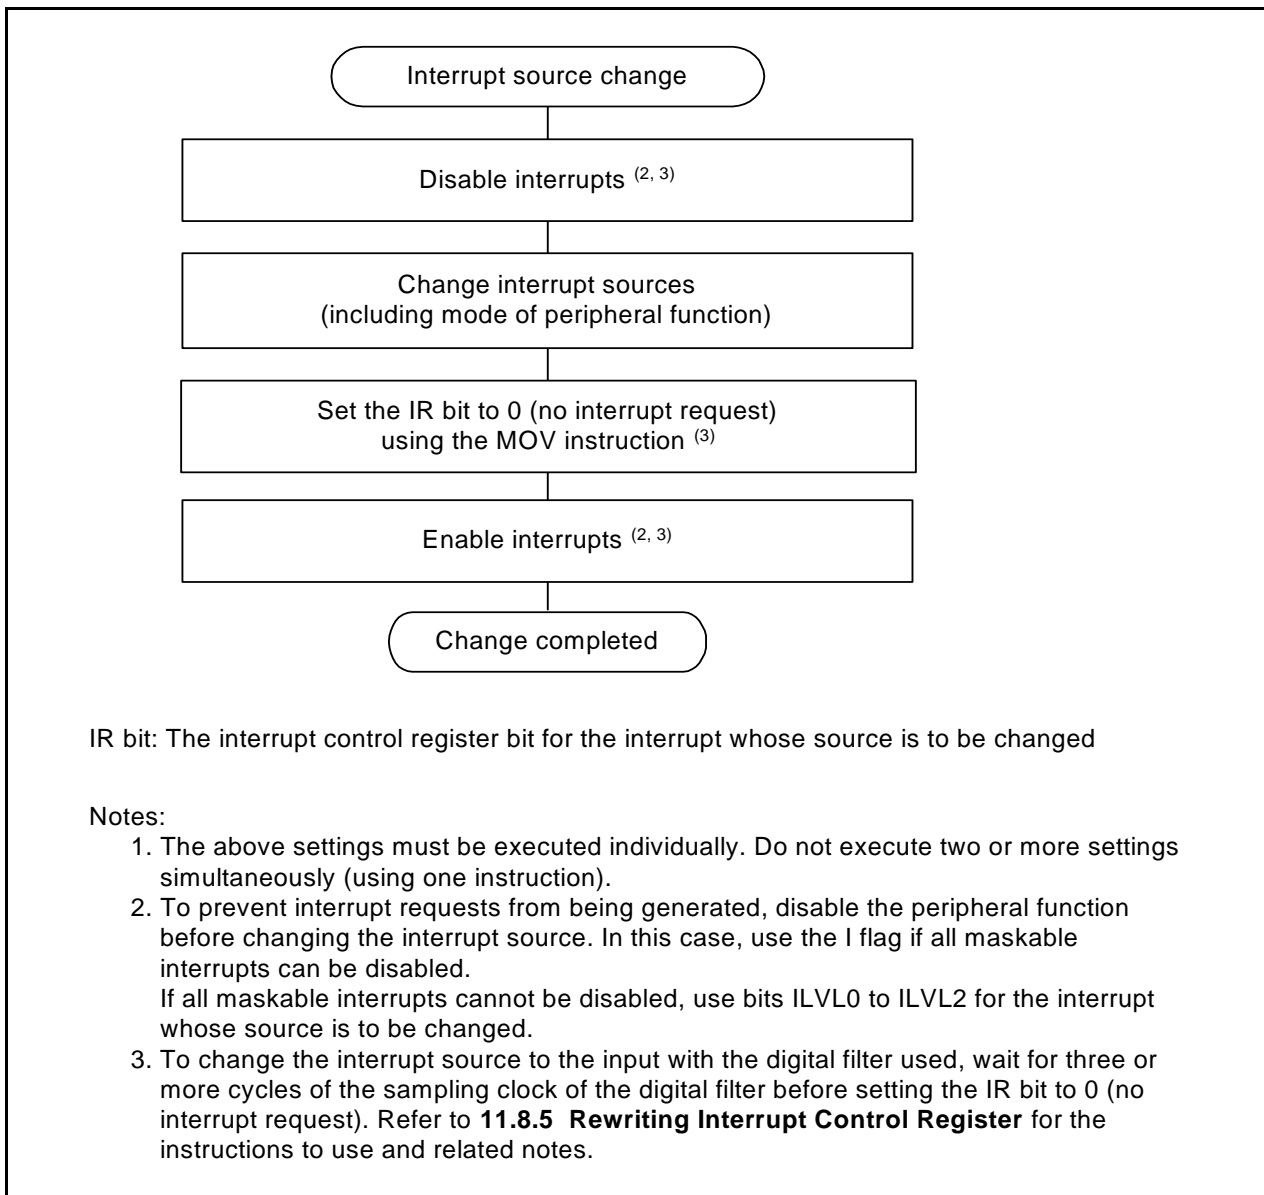 Interrupt source change
Disable interrupts (2, 3)
Change interrupt sources
(including mode of peripheral function)
Set the IR bit to 0 (no interrupt request)
using the MOV instruction (3)
Enable interrupts (2, 3)
Change completed
IR bit: The interrupt control register bit for the interrupt whose source is to be changed
Notes:
1. The above settings must be executed individually. Do not execute two or more settings
simultaneously (using one instruction).
2. To prevent interrupt requests from being generated, disable the peripheral function
before changing the interrupt source. In this case, use the I flag if all maskable
interrupts can be disabled.
If all maskable interrupts cannot be disabled, use bits ILVL0 to ILVL2 for the interrupt
whose source is to be changed.
3. To change the interrupt source to the input with the digital filter used, wait for three or
more cycles of the sampling clock of the digital filter before setting the IR bit to 0 (no
interrupt request). Refer to 11.8.5 Rewriting Interrupt Control Register for the
instructions to use and related notes.